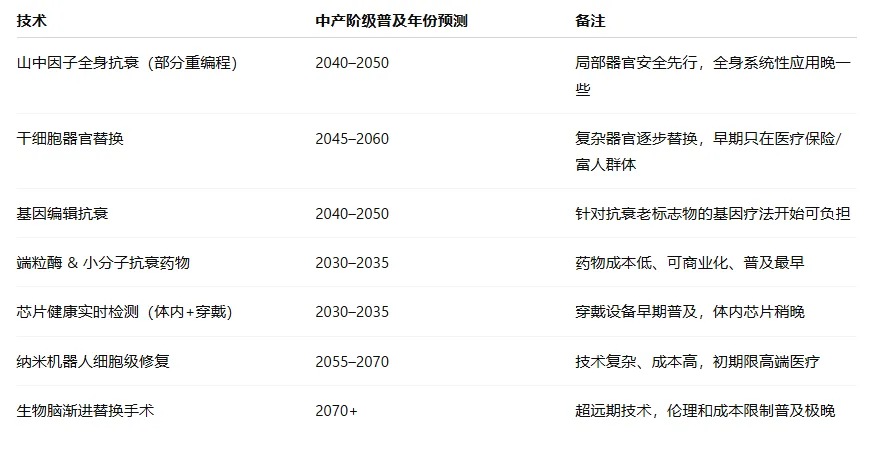 技术 中产阶级普及年份预测 备注
山中因子全身抗衰（部分重编程） 2040–2050 局部器官安全先行，全身系统性应用晚一
些
干细胞器官替换 2045–2060 复杂器官逐步替换，早期只在医疗保险/
富人群体
基因编辑抗衰 2040–2050 针对抗衰老标志物的基因疗法开始可负担
端粒酶 & 小分子抗衰药物 2030–2035 药物成本低、可商业化、普及最早
芯片健康实时检测（体内+穿戴） 2030–2035 穿戴设备早期普及，体内芯片稍晚
纳米机器人细胞级修复 2055–2070 技术复杂、成本高，初期限高端医疗
生物脑渐进替换手术 2070+ 超远期技术，伦理和成本限制普及极晚